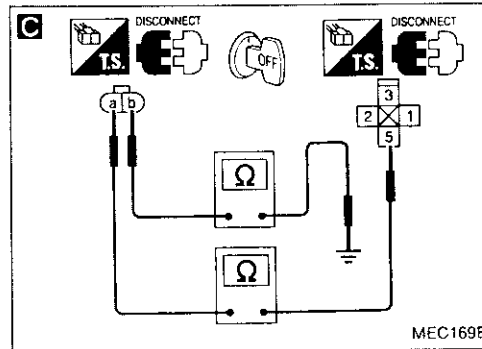 C
DISCONNECT
T.S.
OFF
DISCONNECT
T.S.
a b
3
2 1
5
Ω
Ω
MEC169B